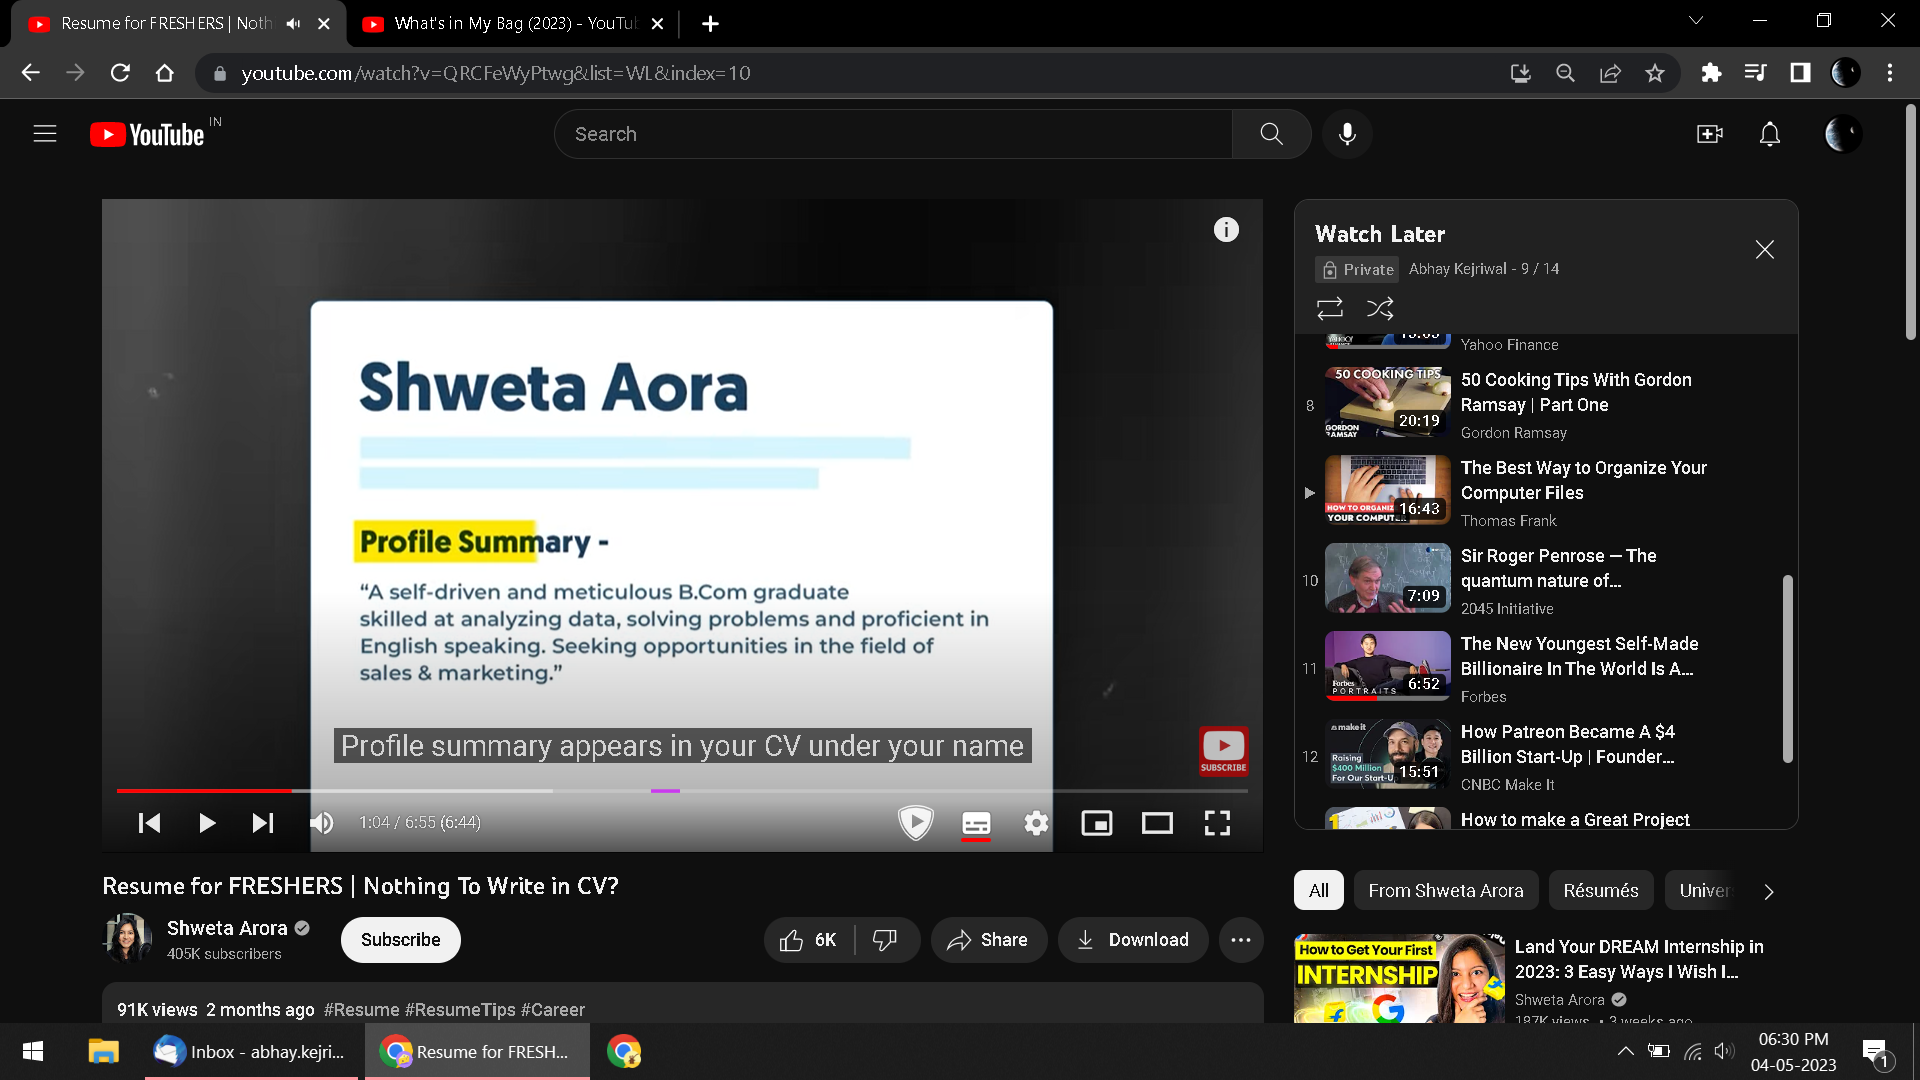 Resume for FRESHERS | Noth
What's in My Bag (2023) - YouTu
youtube.com/watch?v=QRCFeWyPtwg&list=WL&index=10
YouTube IN
Search
Shweta Aora
Profile Summary -
“A self-driven and meticulous B.Com graduate
skilled at analyzing data, solving problems and proficient in
English speaking. Seeking opportunities in the field of
sales & marketing.”
Profile summary appears in your CV under your name
SUBSCRIBE
1:04 / 6:55 (6:44)
Resume for FRESHERS | Nothing To Write in CV?
Shweta Arora
405K subscribers
Subscribe
6K
Share
Download
91K views 2 months ago #Resume #ResumeTips #Career
Watch Later
Private Abhay Kejriwal - 9 / 14
Yahoo Finance
8
50 COOKING TIPS
GORDON
RAMSAY
20:19
50 Cooking Tips With Gordon
Ramsay | Part One
Gordon Ramsay
HOW TO ORGANIZ
YOUR COMPUTE
16:43
The Best Way to Organize Your
Computer Files
Thomas Frank
10
7:09
Sir Roger Penrose — The
quantum nature of...
2045 Initiative
11
Forbes
PORTRAITS
6:52
The New Youngest Self-Made
Billionaire In The World Is A...
Forbes
12
make it
Raising
$400 Million
For Our Start-U
15:51
How Patreon Became A $4
Billion Start-Up | Founder...
CNBC Make It
How to make a Great Project
All
From Shweta Arora
Résumés
Univer
How to Get Your First
INTERNSHIP
Land Your DREAM Internship in
2023: 3 Easy Ways I Wish I...
Shweta Arora
187K views • 3 weeks ago
Inbox - abhay.kejri...
Resume for FRESH...
06:30 PM
04-05-2023
1